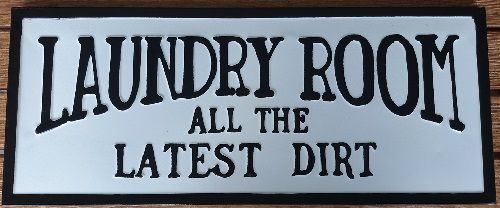 LAUNDRY ROOM
ALL THE
LATEST DIRT